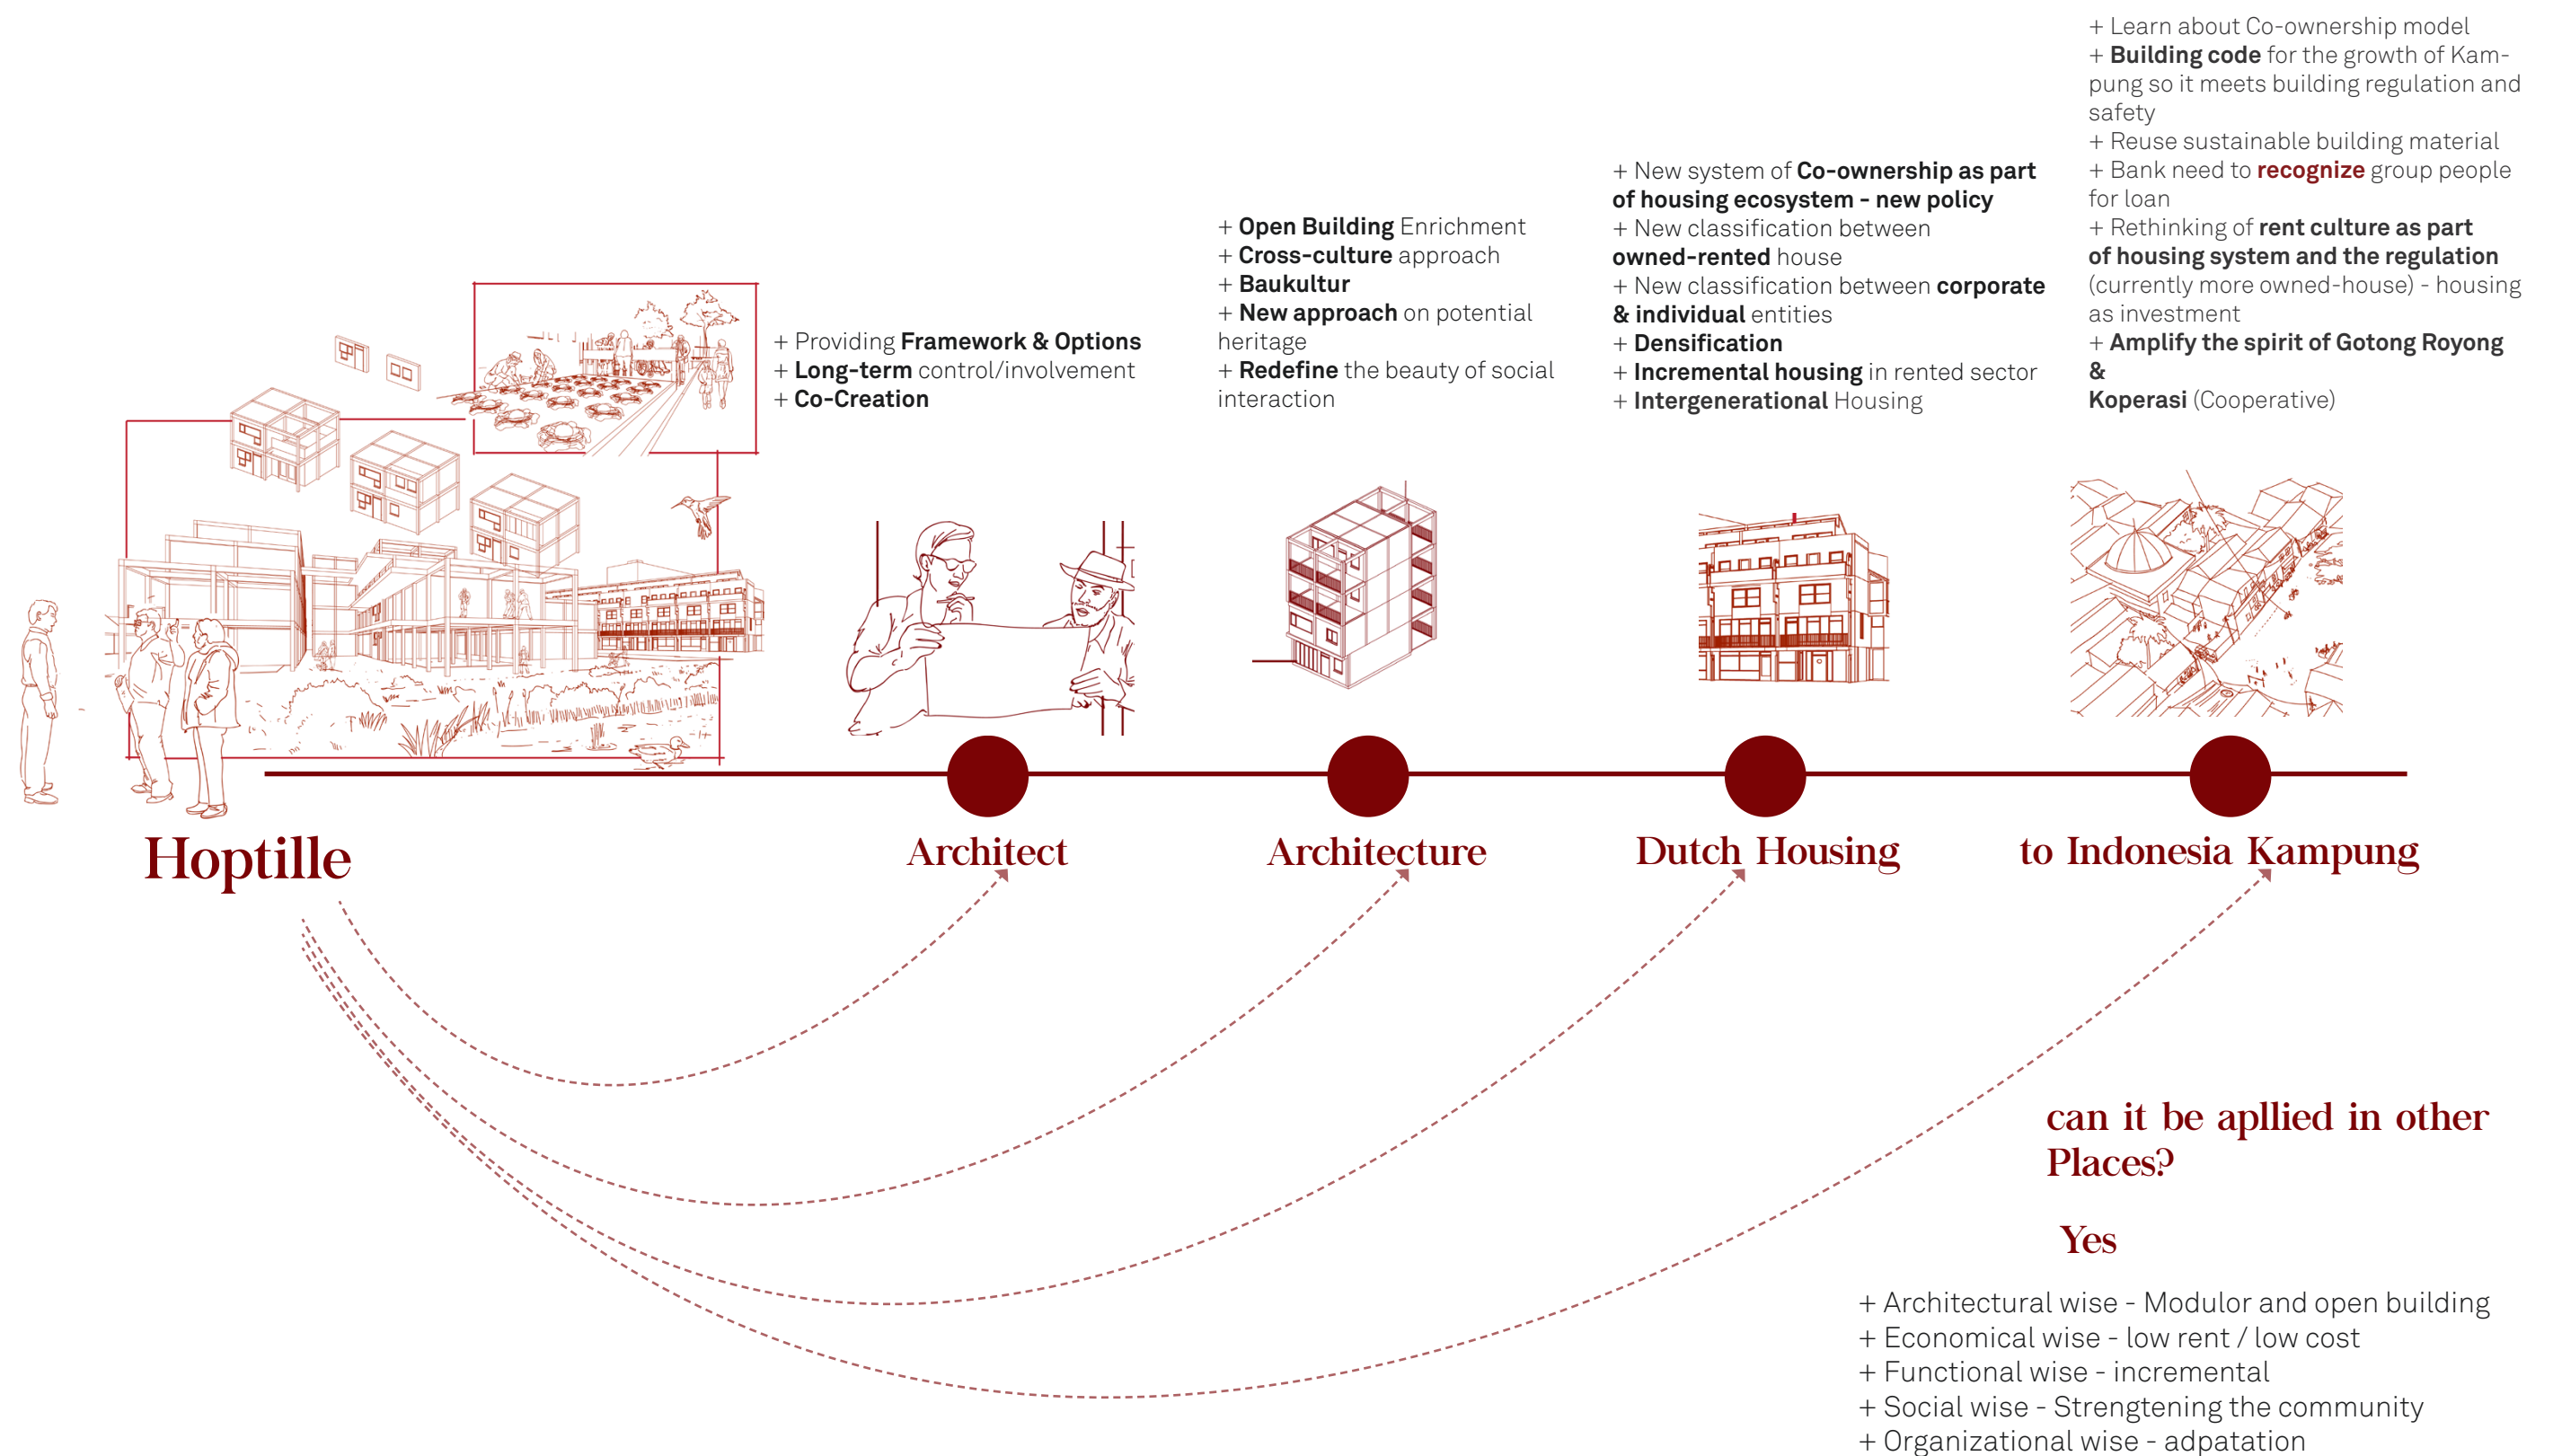 + Providing Framework & Options
+ Long-term control/involvement
+ Co-Creation
+ Open Building Enrichment
+ Cross-culture approach
+ Baukultur
+ New approach on potential
heritage
+ Redefine the beauty of social
interaction
+ New system of Co-ownership as part
of housing ecosystem - new policy
+ New classification between
owned-rented house
+ New classification between corporate
& individual entities
+ Densification
+ Incremental housing in rented sector
+ Intergenerational Housing
+ Learn about Co-ownership model
+ Building code for the growth of Kam-
pung so it meets building regulation and
safety
+ Reuse sustainable building material
+ Bank need to recognize group people
for loan
+ Rethinking of rent culture as part
of housing system and the regulation
(currently more owned-house) - housing
as investment
+ Amplify the spirit of Gotong Royong
&
Koperasi (Cooperative)
Hoptille
Architect
Architecture
Dutch Housing
to Indonesia Kampung
can it be apllied in other
Places?
Yes
+ Architectural wise - Modulor and open building
+ Economical wise - low rent / low cost
+ Functional wise - incremental
+ Social wise - Strengtening the community
+ Organizational wise - adpatation